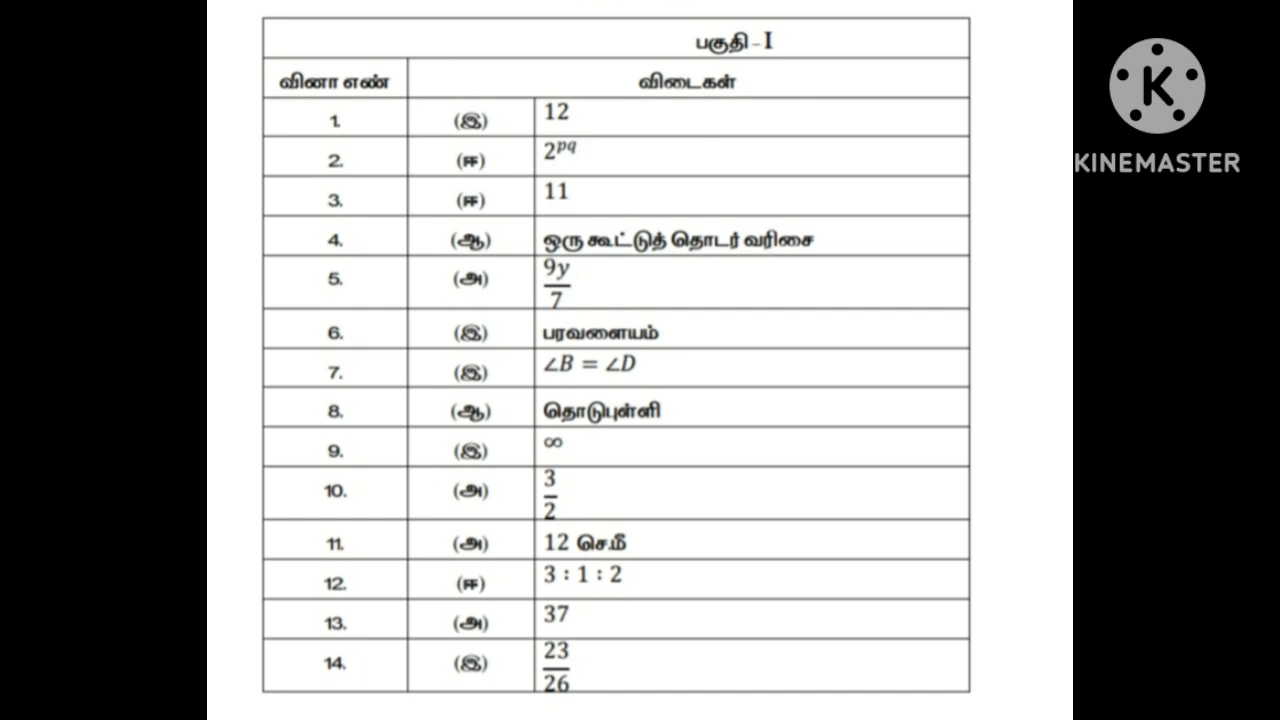 பகுதி - I
வினா எண் விடைகள்
1. (இ) 12
2. (ஈ) 2^{pq}
3. (ஈ) 11
4. (ஆ) ஒரு கூட்டுத் தொடர் வரிசை
5. (அ) 9y/7
6. (இ) பரவளையம்
7. (இ) ∠B = ∠D
8. (ஆ) தொடுபுள்ளி
9. (இ) ∞
10. (அ) 3/2
11. (அ) 12 செ.மீ
12. (ஈ) 3 : 1 : 2
13. (அ) 37
14. (இ) 23/26
K
KINEMASTER